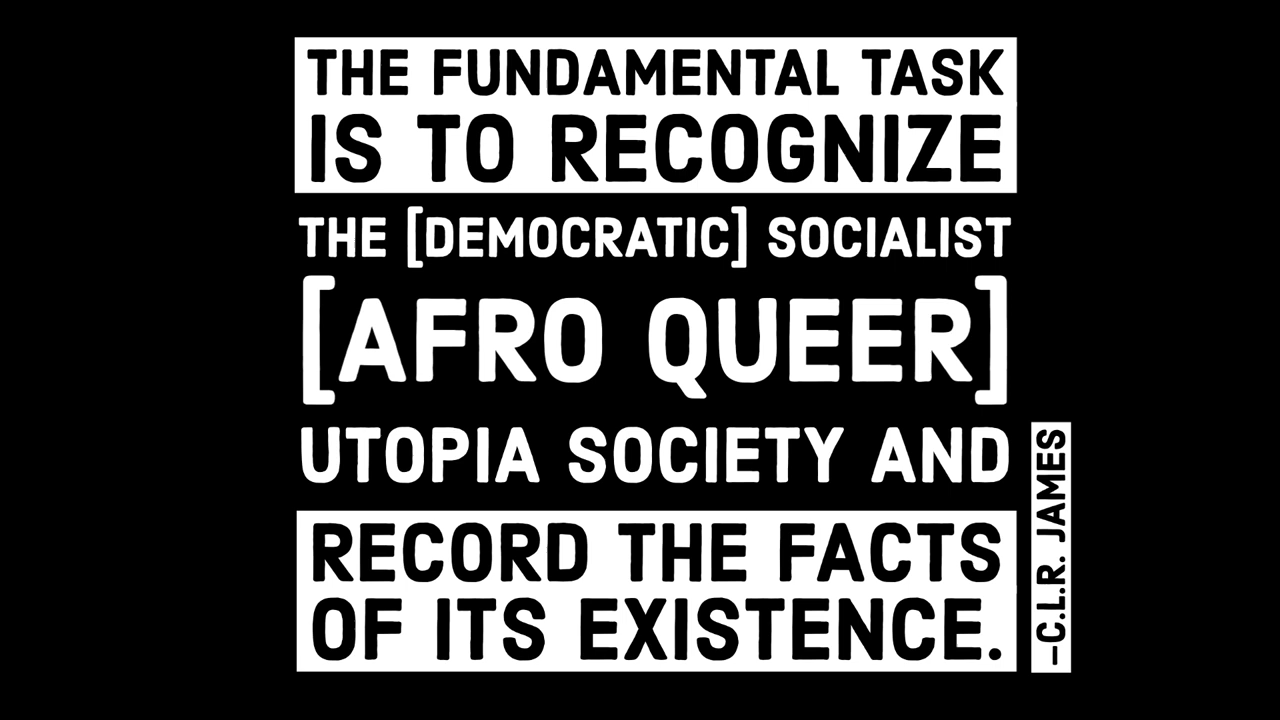 THE FUNDAMENTAL TASK
IS TO RECOGNIZE
THE [DEMOCRATIC] SOCIALIST
[AFRO QUEER]
UTOPIA SOCIETY AND
RECORD THE FACTS
OF ITS EXISTENCE.
–C.L.R. JAMES